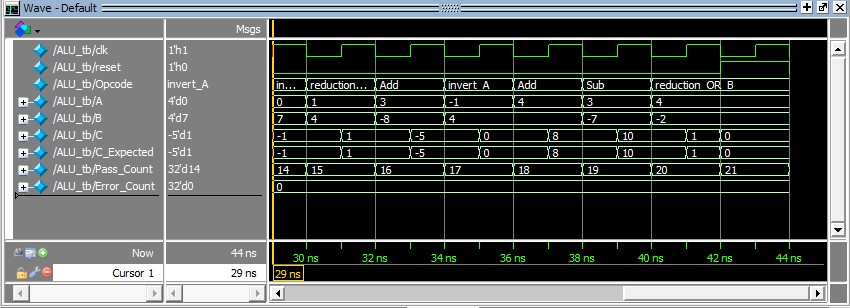 Wave - Default
Msgs
/ALU_tb/clk 1'h1
/ALU_tb/reset 1'h0
/ALU_tb/Opcode invert_A in... reduction... Add invert_A Add Sub reduction_OR_B
/ALU_tb/A 4'd0 0 1 3 -1 4 3 4
/ALU_tb/B 4'd7 7 4 -8 4 -7 -2
/ALU_tb/C -5'd1 -1 1 -5 0 8 10 1 0
/ALU_tb/C_Expected -5'd1 -1 1 -5 0 8 10 1 0
/ALU_tb/Pass_Count 32'd14 14 15 16 17 18 19 20 21
/ALU_tb/Error_Count 32'd0 0
Now 44 ns 30 ns 32 ns 34 ns 36 ns 38 ns 40 ns 42 ns 44 ns
Cursor 1 29 ns 29 ns